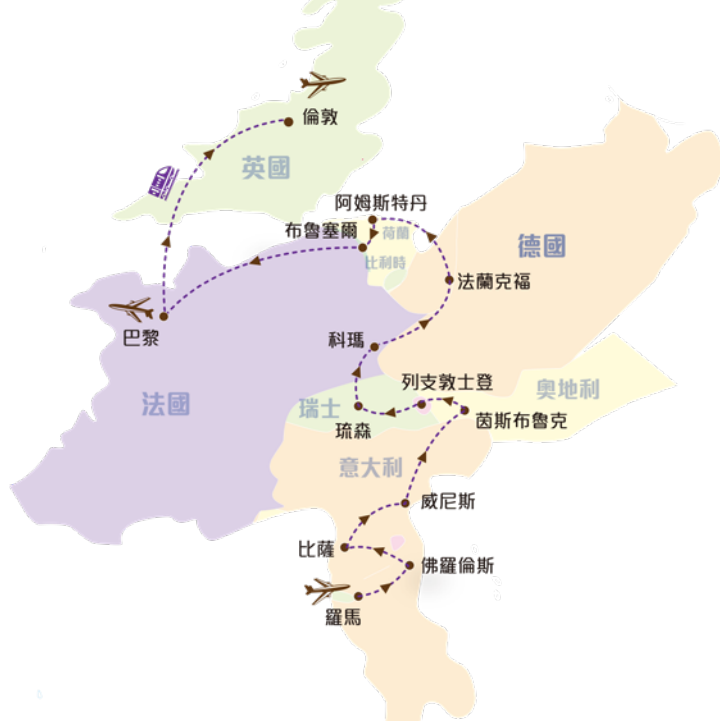 倫敦
英國
阿姆斯特丹
布魯塞爾
荷蘭
德國
比利時
法蘭克福
巴黎
科瑪
列支敦士登
奧地利
法國
瑞士
茵斯布魯克
琉森
意大利
威尼斯
比薩
佛羅倫斯
羅馬